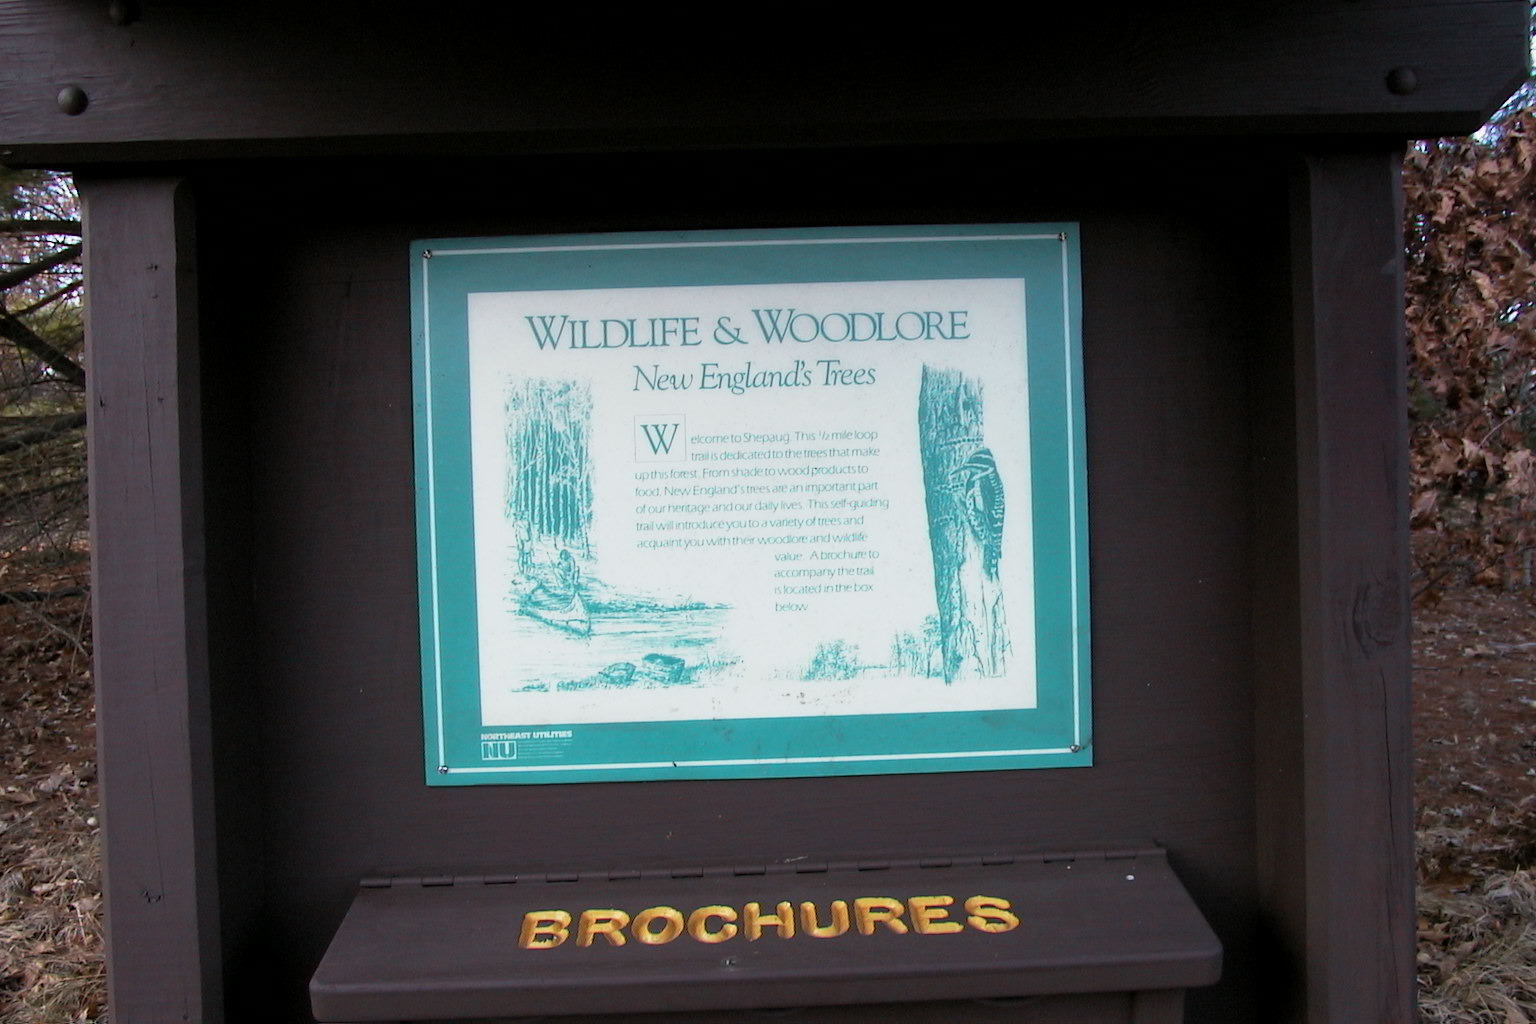 WILDLIFE & WOODLORE
New England's Trees
Welcome to Shepaug. This ½ mile loop
trail is dedicated to the trees that make
up this forest. From shade to wood products to
food, New England's trees are an important part
of our heritage and our daily lives. This self-guiding
trail will introduce you to a variety of trees and
acquaint you with their woodlore and wildlife
value. A brochure to
accompany the trail
is located in the box
below.
NORTHEAST UTILITIES
NU
BROCHURES